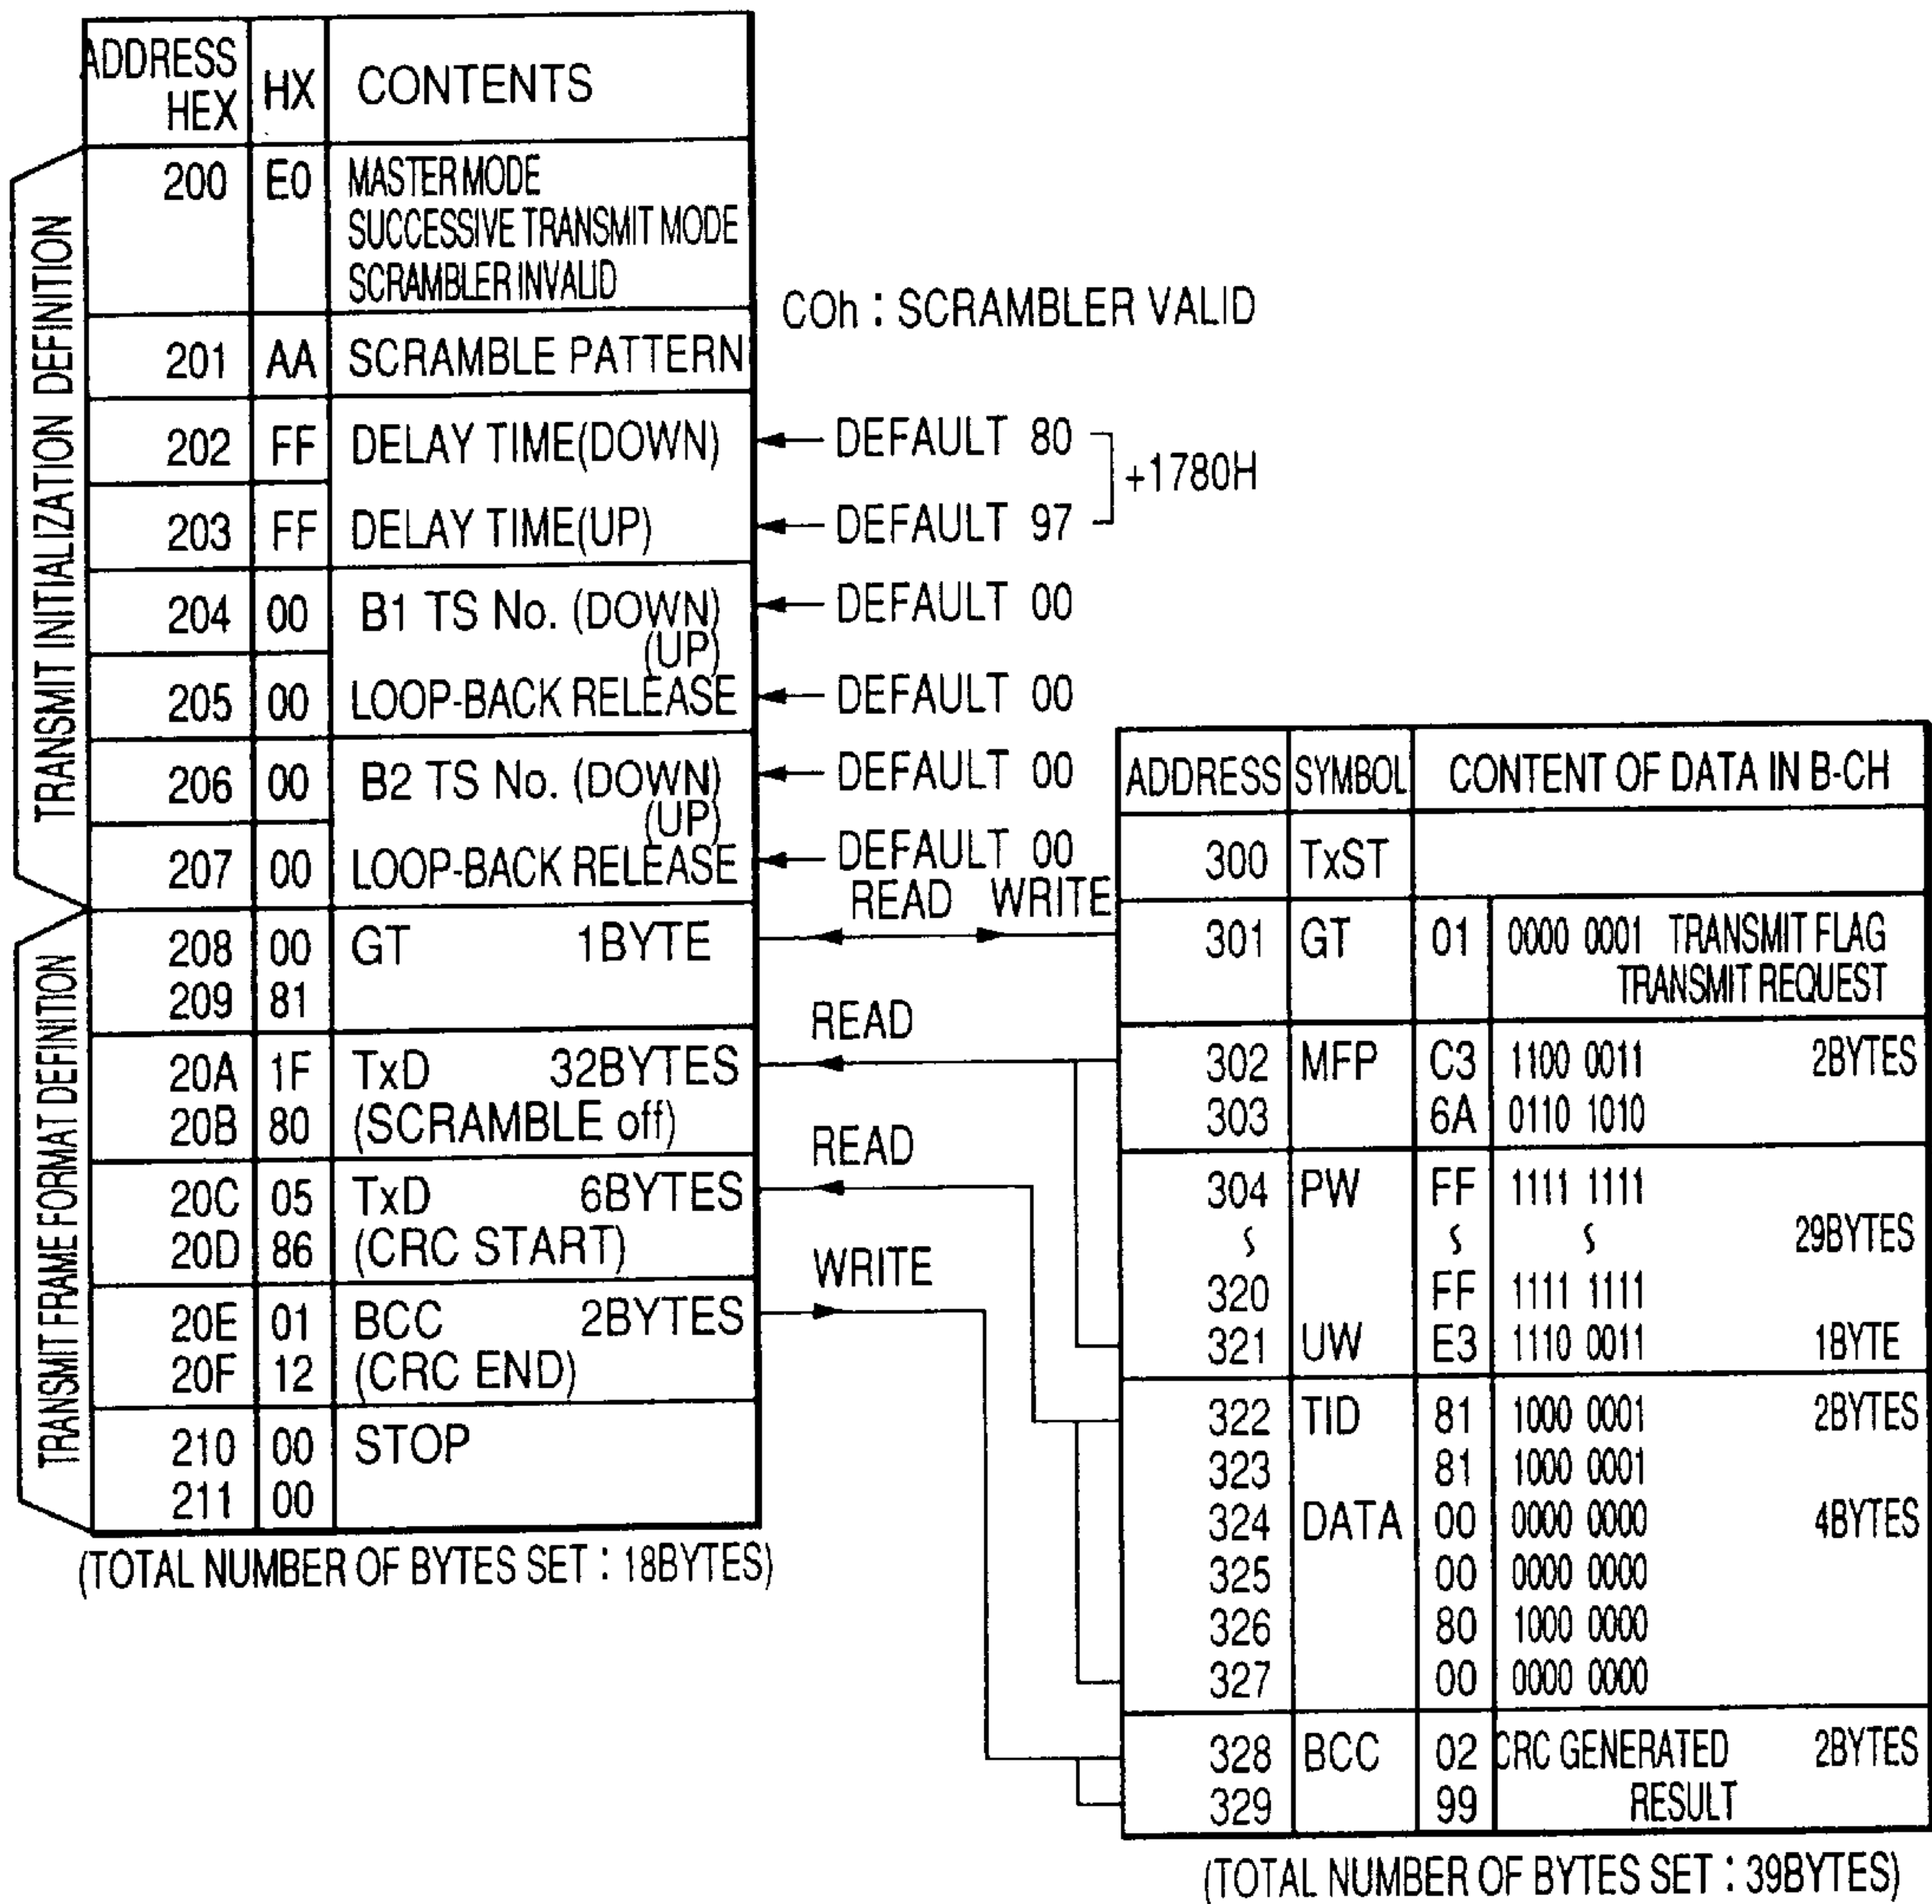 ADDRESS HEX HX CONTENTS
TRANSMIT INITIALIZATION DEFINITION
200 E0 MASTER MODE
SUCCESSIVE TRANSMIT MODE
SCRAMBLER INVALID
COh : SCRAMBLER VALID
201 AA SCRAMBLE PATTERN
202 FF DELAY TIME(DOWN) DEFAULT 80
+1780H
203 FF DELAY TIME(UP) DEFAULT 97
204 00 B1 TS No. (DOWN) DEFAULT 00
(UP)
205 00 LOOP-BACK RELEASE DEFAULT 00
206 00 B2 TS No. (DOWN) DEFAULT 00
(UP)
207 00 LOOP-BACK RELEASE DEFAULT 00
READ WRITE
TRANSMIT FRAME FORMAT DEFINITION
208 00 GT 1BYTE
209 81
READ
20A 1F TxD 32BYTES
20B 80 (SCRAMBLE off)
READ
20C 05 TxD 6BYTES
20D 86 (CRC START)
WRITE
20E 01 BCC 2BYTES
20F 12 (CRC END)
210 00 STOP
211 00
(TOTAL NUMBER OF BYTES SET : 18BYTES)
ADDRESS SYMBOL CONTENT OF DATA IN B-CH
300 TxST
301 GT 01 0000 0001 TRANSMIT FLAG
TRANSMIT REQUEST
302 MFP C3 1100 0011 2BYTES
303 6A 0110 1010
304 PW FF 1111 1111
29BYTES
320 FF 1111 1111
321 UW E3 1110 0011 1BYTE
322 TID 81 1000 0001 2BYTES
323 81 1000 0001
324 DATA 00 0000 0000 4BYTES
325 00 0000 0000
326 80 1000 0000
327 00 0000 0000
328 BCC 02 CRC GENERATED 2BYTES
329 99 RESULT
(TOTAL NUMBER OF BYTES SET : 39BYTES)